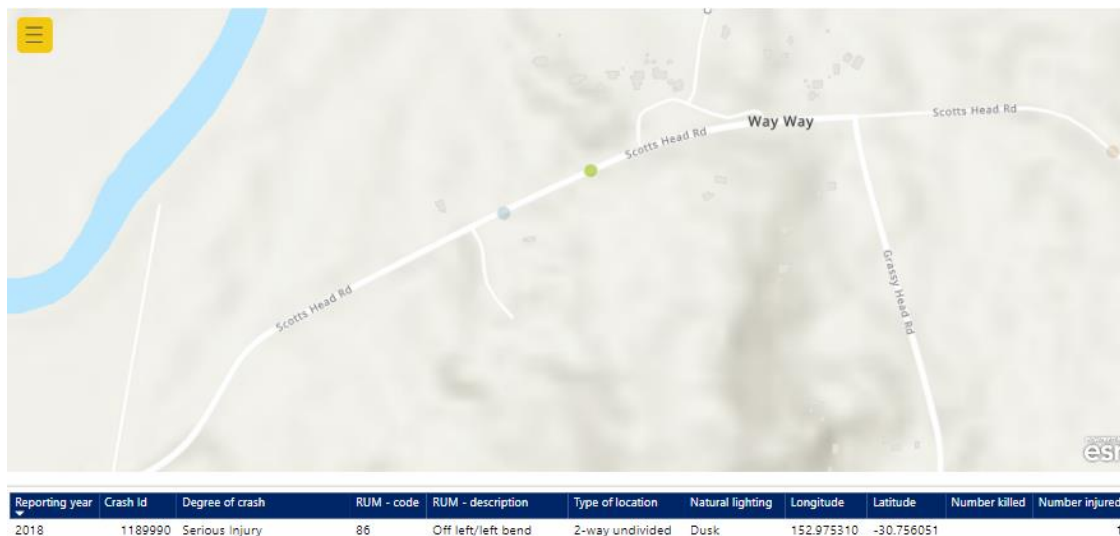 Way Way
Scotts Head Rd
Scotts Head Rd
Grassy Head Rd
Scotts Head Rd
esri
Reporting year Crash Id Degree of crash RUM - code RUM - description Type of location Natural lighting Longitude Latitude Number killed Number injured
2018 1189990 Serious Injury 86 Off left/left bend 2-way undivided Dusk 152.975310 -30.756051 1